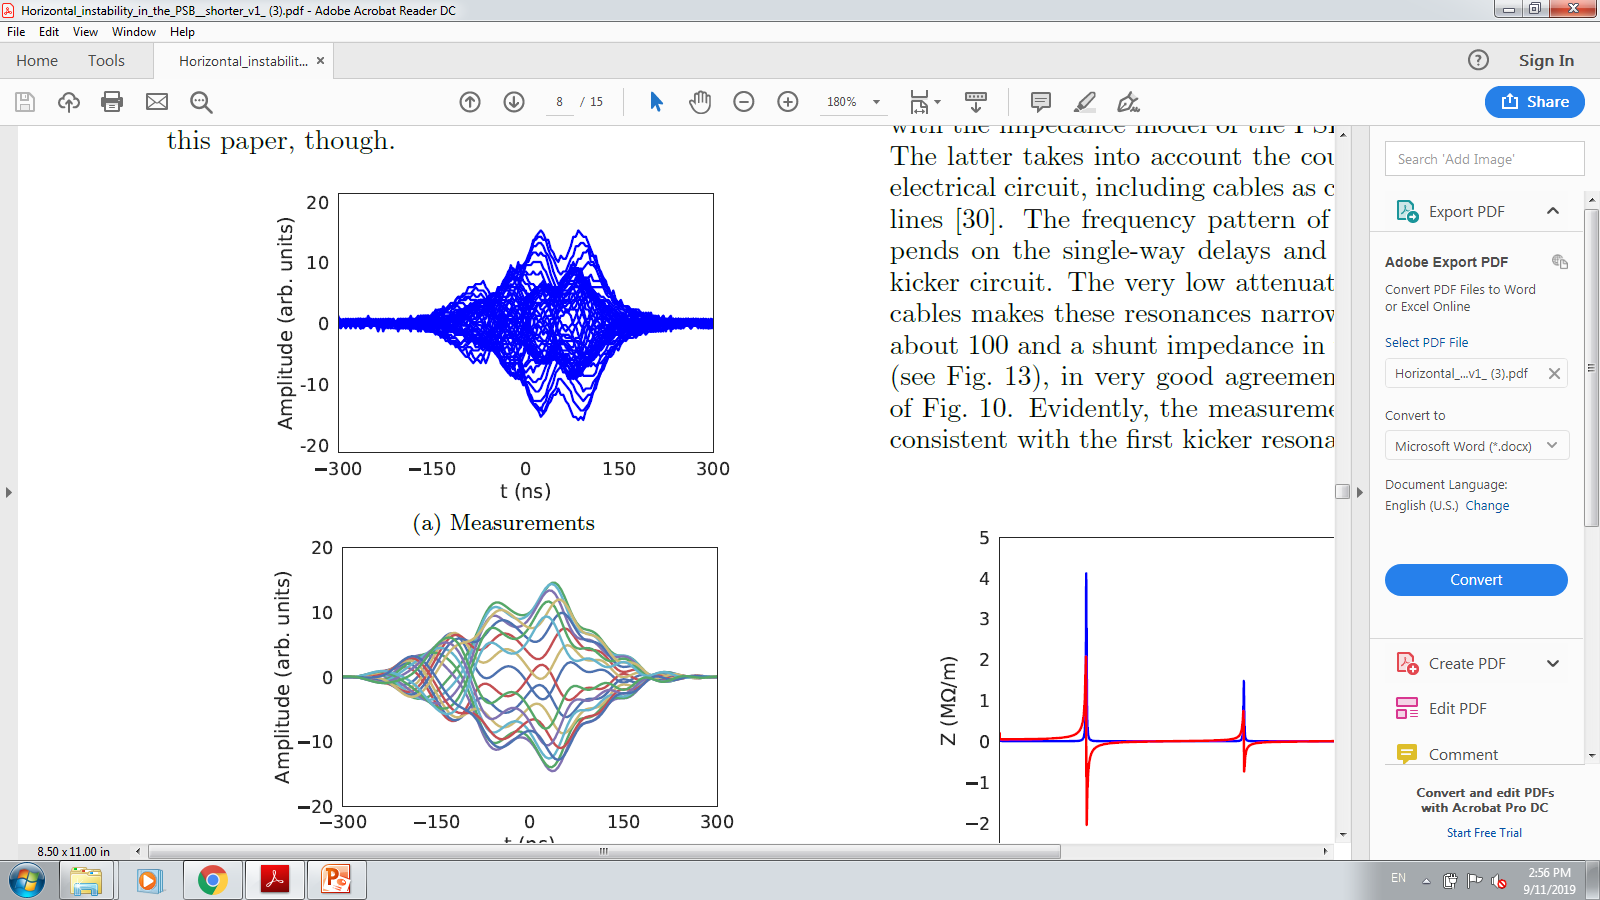 Horizontal_instability_in_the_PSB__shorter_v1_ (3).pdf - Adobe Acrobat Reader DC
File Edit View Window Help
Home Tools Horizontal_instabilit... × ? Sign In
8 / 15 180% Share
this paper, though.
20
10
0
-10
-20
Amplitude (arb. units)
−300 −150 0 150 300
t (ns)
(a) Measurements
20
10
0
−10
−20
Amplitude (arb. units)
−300 −150 0 150 300
t (ns)
with the impedance model of the PSB
The latter takes into account the cou
electrical circuit, including cables as c
lines [30]. The frequency pattern of
pends on the single-way delays and
kicker circuit. The very low attenuat
cables makes these resonances narrow
about 100 and a shunt impedance in
(see Fig. 13), in very good agreemen
of Fig. 10. Evidently, the measureme
consistent with the first kicker resona
5
4
3
2
1
0
−1
−2
Z (MΩ/m)
Search 'Add Image'
Export PDF
Adobe Export PDF
Convert PDF Files to Word
or Excel Online
Select PDF File
Horizontal_...v1_ (3).pdf
Convert to
Microsoft Word (*.docx)
Document Language:
English (U.S.) Change
Convert
Create PDF
Edit PDF
Comment
Convert and edit PDFs
with Acrobat Pro DC
Start Free Trial
8.50 x 11.00 in
EN
2:56 PM
9/11/2019